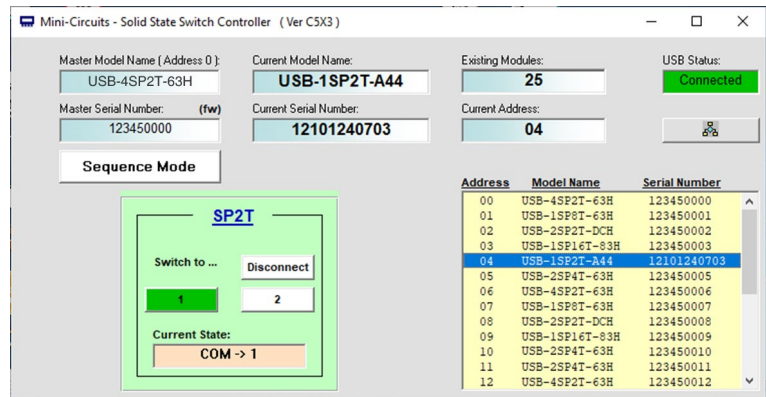 Mini-Circuits - Solid State Switch Controller ( Ver C5X3 )
Master Model Name ( Address 0 ): Current Model Name: Existing Modules: USB Status:
USB-4SP2T-63H USB-1SP2T-A44 25 Connected
Master Serial Number: (fw) Current Serial Number: Current Address:
123450000 12101240703 04
Sequence Mode
SP2T
Switch to ... Disconnect
1 2
Current State:
COM -> 1
Address Model Name Serial Number
00 USB-4SP2T-63H 123450000
01 USB-1SP8T-63H 123450001
02 USB-2SP2T-DCH 123450002
03 USB-1SP16T-83H 123450003
04 USB-1SP2T-A44 12101240703
05 USB-2SP4T-63H 123450005
06 USB-4SP2T-63H 123450006
07 USB-1SP8T-63H 123450007
08 USB-2SP2T-DCH 123450008
09 USB-1SP16T-83H 123450009
10 USB-2SP4T-63H 123450010
11 USB-2SP4T-63H 123450011
12 USB-4SP2T-63H 123450012